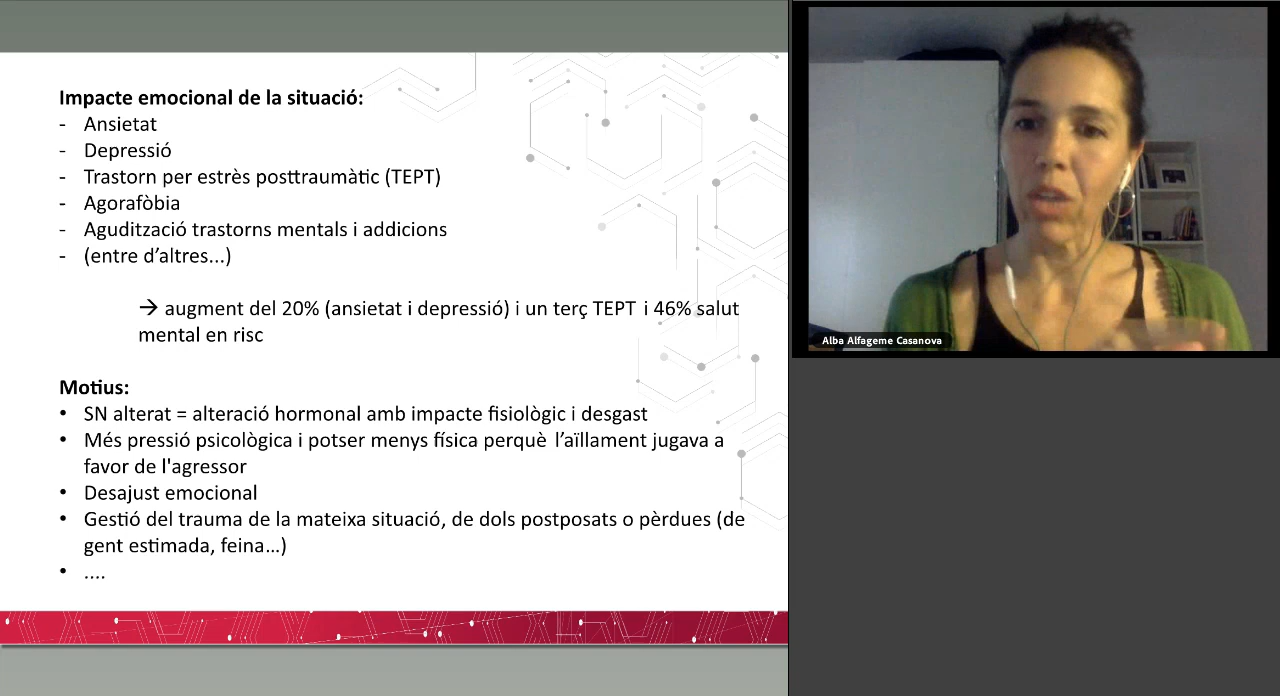 Impacte emocional de la situació:
- Ansietat
- Depressió
- Trastorn per estrès posttraumàtic (TEPT)
- Agorafòbia
- Agudització trastorns mentals i addicions
- (entre d’altres...)
→ augment del 20% (ansietat i depressió) i un terç TEPT i 46% salut
mental en risc
Motius:
• SN alterat = alteració hormonal amb impacte fisiològic i desgast
• Més pressió psicològica i potser menys física perquè l’aïllament jugava a
favor de l'agressor
• Desajust emocional
• Gestió del trauma de la mateixa situació, de dols postposats o pèrdues (de
gent estimada, feina…)
• ....
Alba Alfageme Casanova